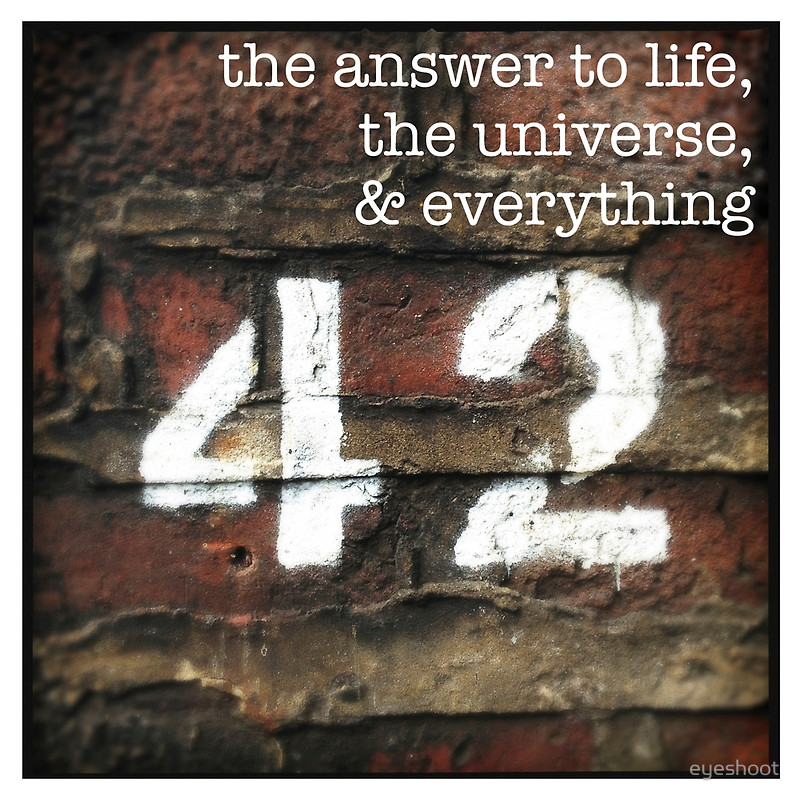 the answer to life,
the universe,
& everything
42
eyeshoot